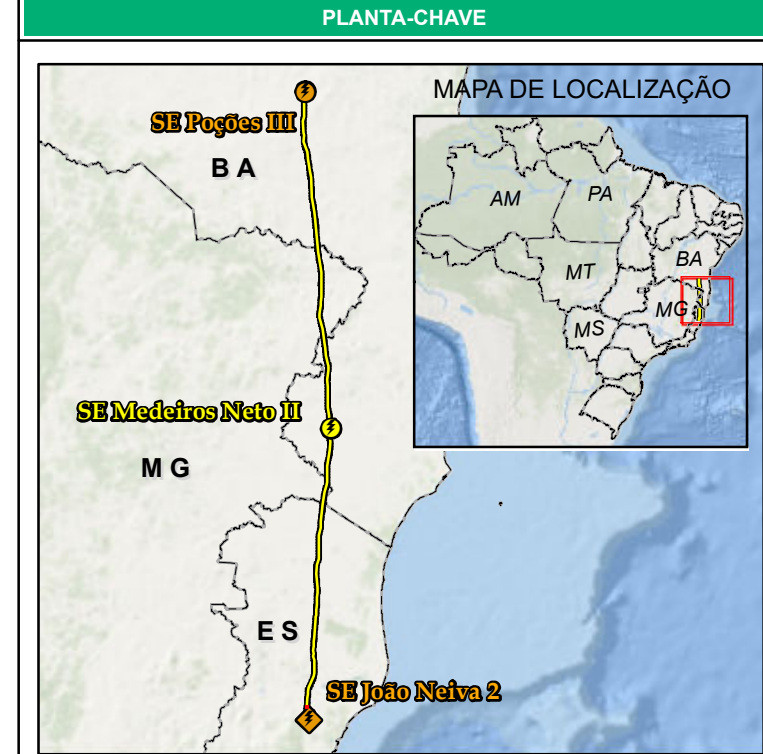 PLANTA-CHAVE
MAPA DE LOCALIZAÇÃO
SE Poções III
B A
AM
PA
BA
MT
MG
MS
SE Medeiros Neto II
M G
E S
SE João Neiva 2